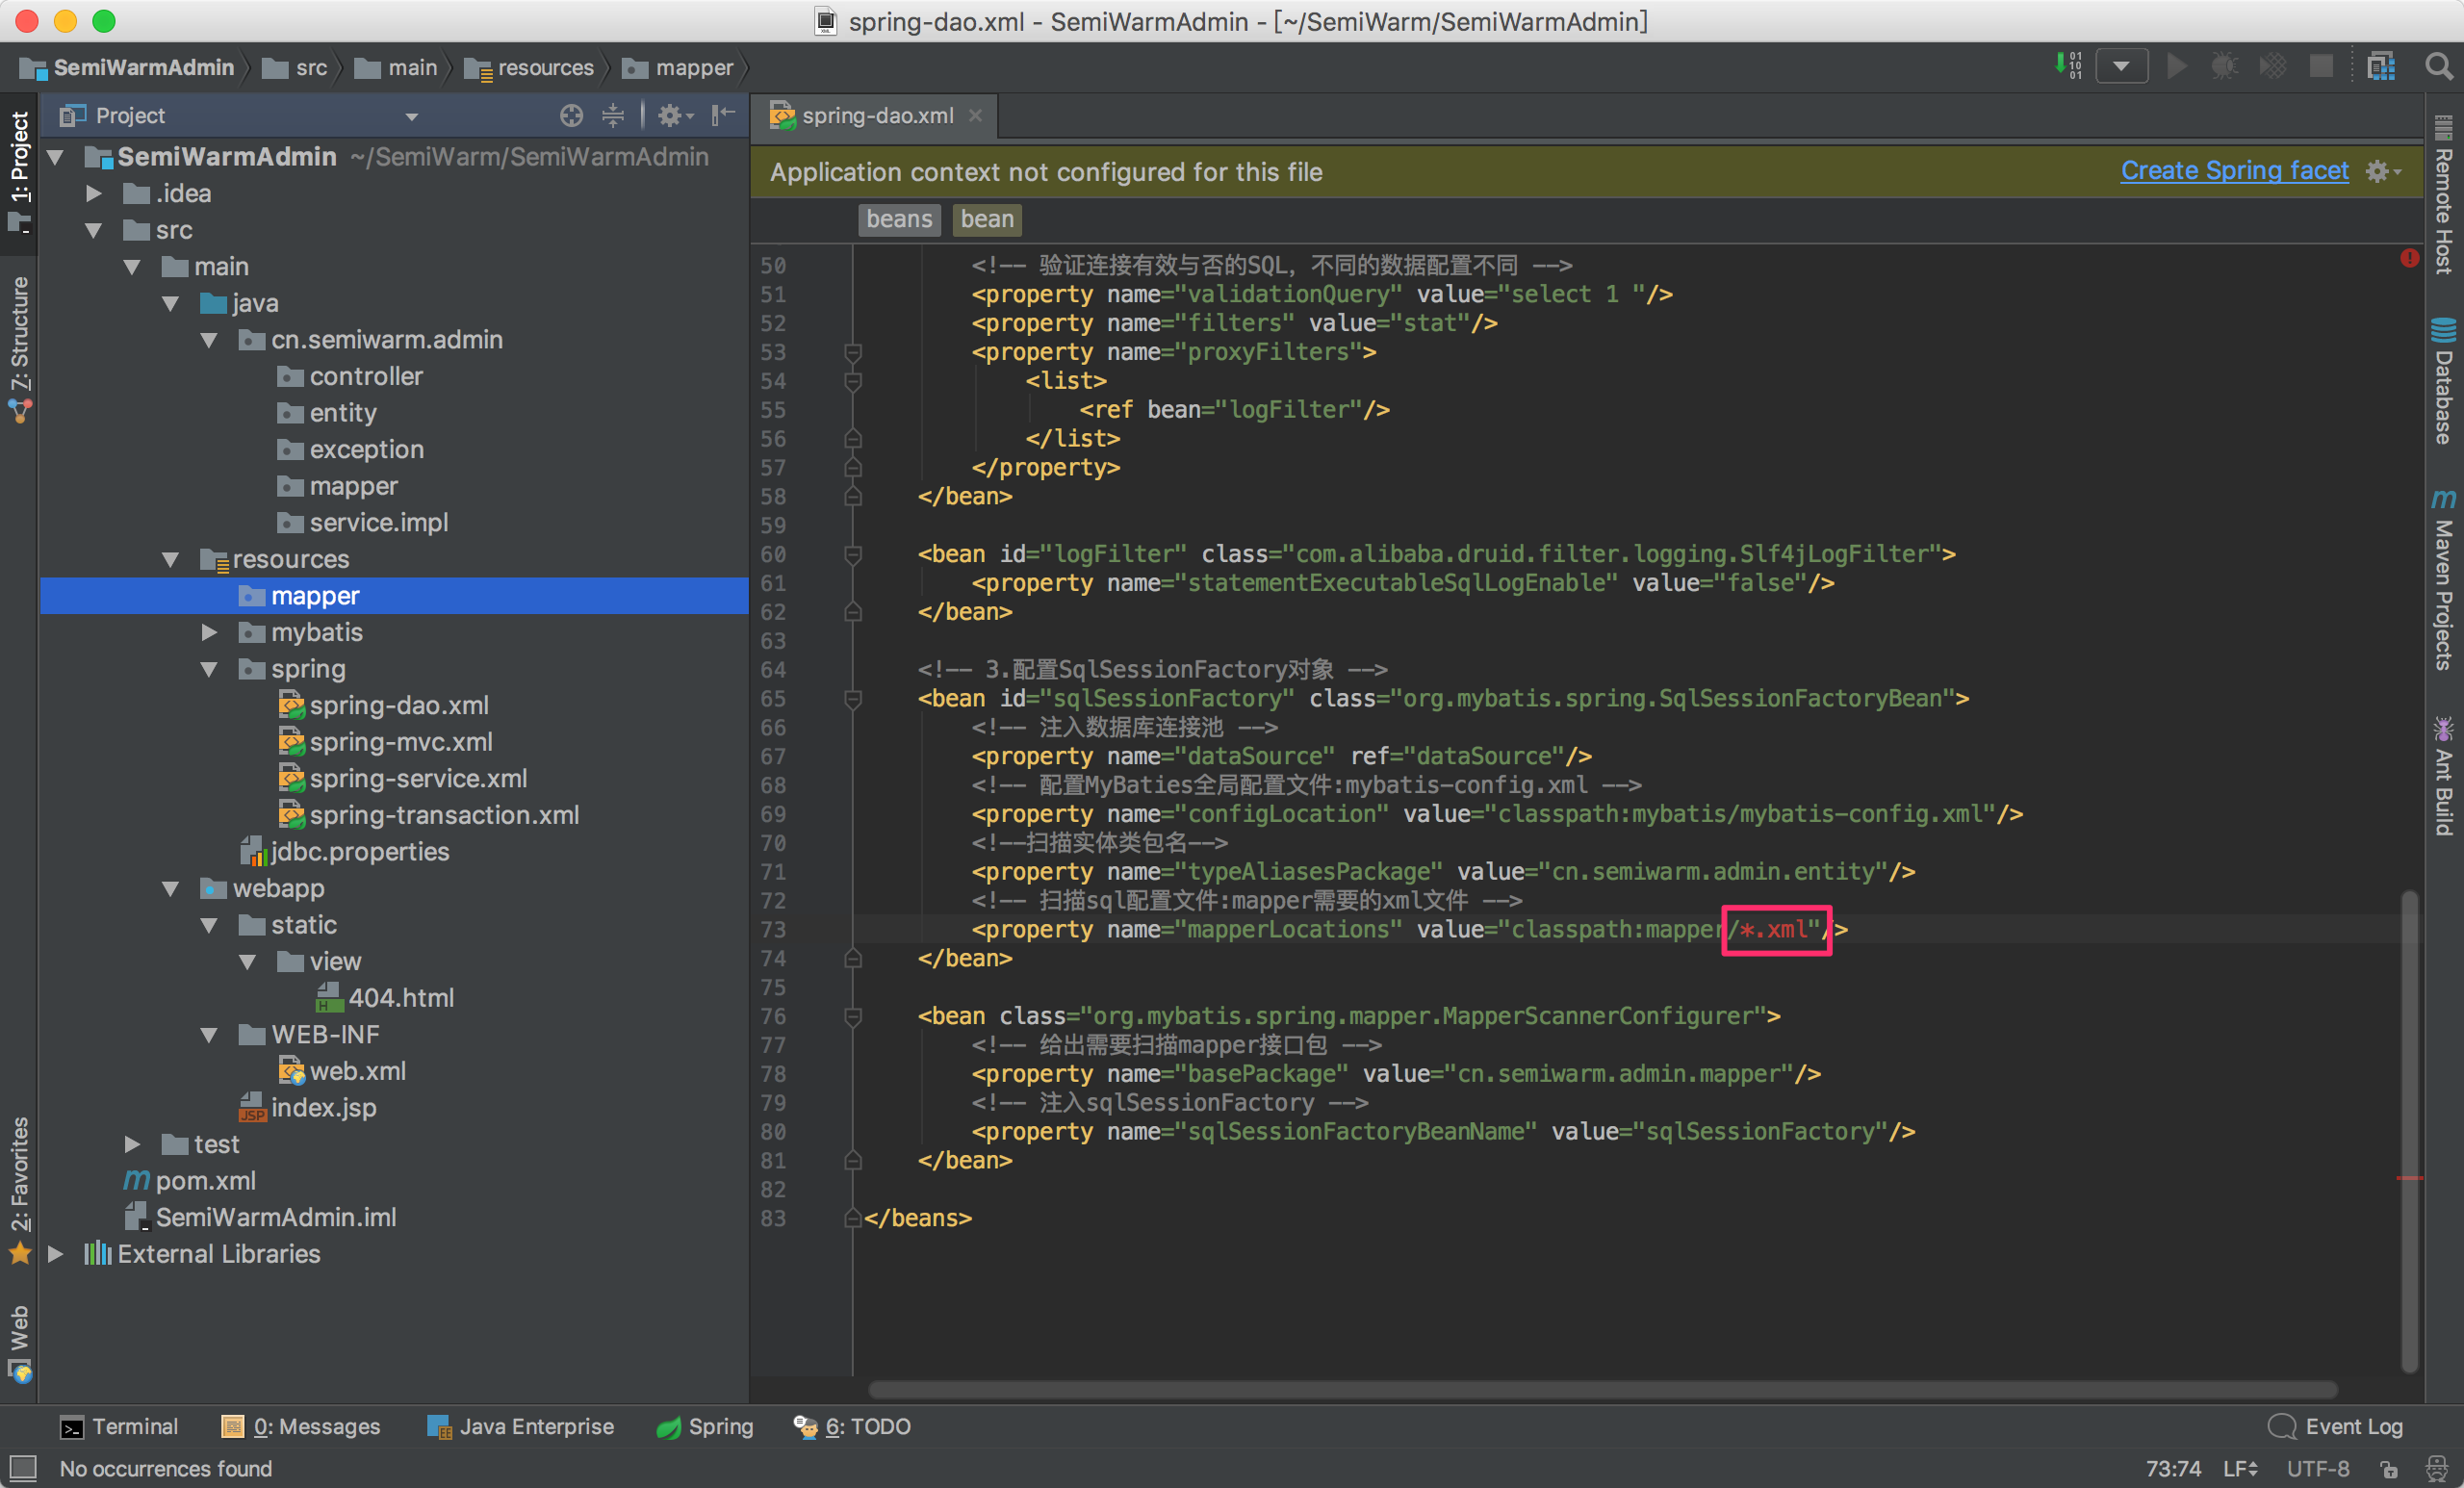 spring-dao.xml - SemiWarmAdmin - [~/SemiWarm/SemiWarmAdmin]
SemiWarmAdmin src main resources mapper
1: Project
7: Structure
2: Favorites
Web
Project
SemiWarmAdmin ~/SemiWarm/SemiWarmAdmin
.idea
src
main
java
cn.semiwarm.admin
controller
entity
exception
mapper
service.impl
resources
mapper
mybatis
spring
spring-dao.xml
spring-mvc.xml
spring-service.xml
spring-transaction.xml
jdbc.properties
webapp
static
view
404.html
WEB-INF
web.xml
index.jsp
test
pom.xml
SemiWarmAdmin.iml
External Libraries
spring-dao.xml
Application context not configured for this file Create Spring facet
beans bean
50 <!-- 验证连接有效与否的SQL，不同的数据配置不同 -->
51 <property name="validationQuery" value="select 1 "/>
52 <property name="filters" value="stat"/>
53 <property name="proxyFilters">
54 <list>
55 <ref bean="logFilter"/>
56 </list>
57 </property>
58 </bean>
59
60 <bean id="logFilter" class="com.alibaba.druid.filter.logging.Slf4jLogFilter">
61 <property name="statementExecutableSqlLogEnable" value="false"/>
62 </bean>
63
64 <!-- 3.配置SqlSessionFactory对象 -->
65 <bean id="sqlSessionFactory" class="org.mybatis.spring.SqlSessionFactoryBean">
66 <!-- 注入数据库连接池 -->
67 <property name="dataSource" ref="dataSource"/>
68 <!-- 配置MyBaties全局配置文件:mybatis-config.xml -->
69 <property name="configLocation" value="classpath:mybatis/mybatis-config.xml"/>
70 <!--扫描实体类包名-->
71 <property name="typeAliasesPackage" value="cn.semiwarm.admin.entity"/>
72 <!-- 扫描sql配置文件:mapper需要的xml文件 -->
73 <property name="mapperLocations" value="classpath:mapper/*.xml"/>
74 </bean>
75
76 <bean class="org.mybatis.spring.mapper.MapperScannerConfigurer">
77 <!-- 给出需要扫描mapper接口包 -->
78 <property name="basePackage" value="cn.semiwarm.admin.mapper"/>
79 <!-- 注入sqlSessionFactory -->
80 <property name="sqlSessionFactoryBeanName" value="sqlSessionFactory"/>
81 </bean>
82
83 </beans>
Remote Host
Database
Maven Projects
Ant Build
Terminal 0: Messages Java Enterprise Spring 6: TODO Event Log
No occurrences found 73:74 LF UTF-8